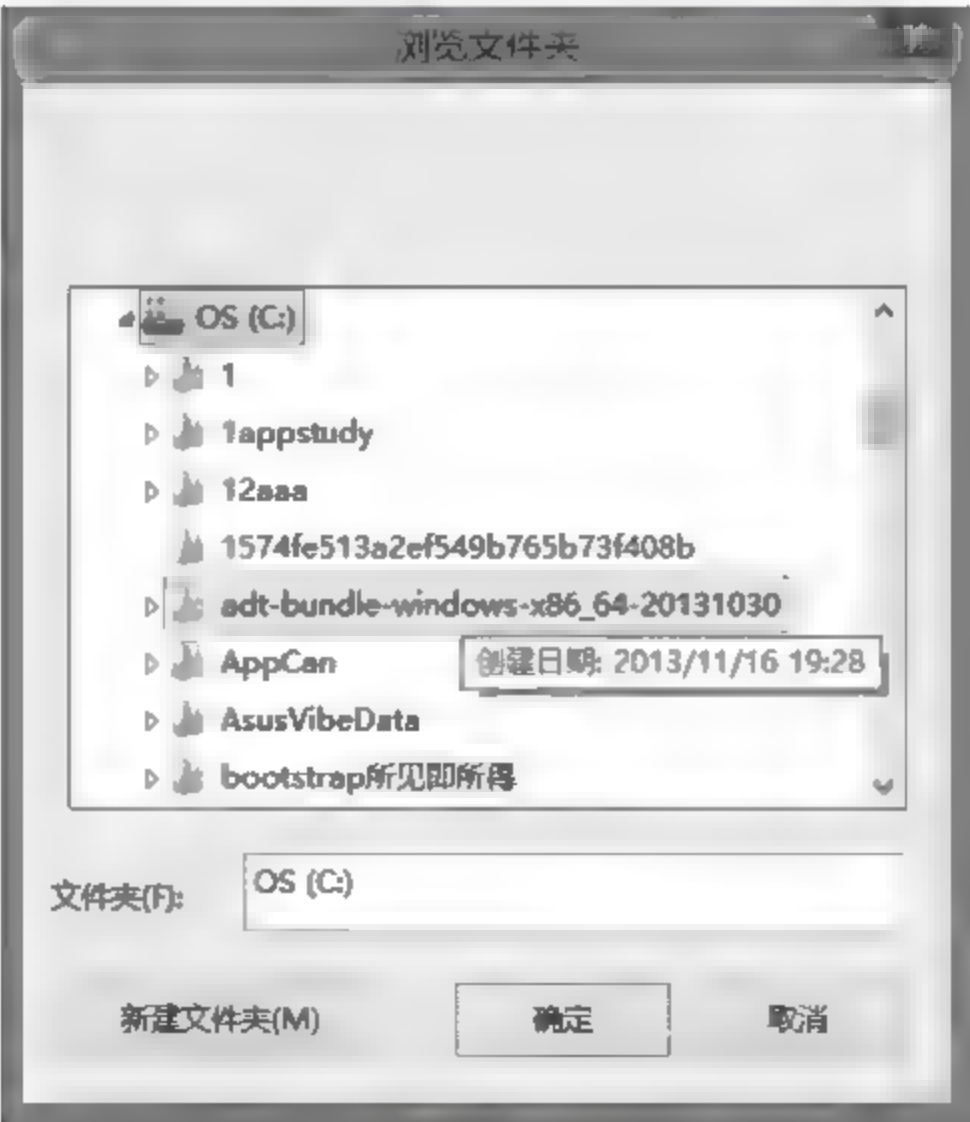 浏览文件夹
OS (C:)
1
1appstudy
12aaa
1574fe513a2ef549b765b73f408b
adt-bundle-windows-x86_64-20131030
AppCan
创建日期: 2013/11/16 19:28
AsusVibeData
bootstrap所见即所得
文件夹(F):
OS (C:)
新建文件夹(M)
确定
取消